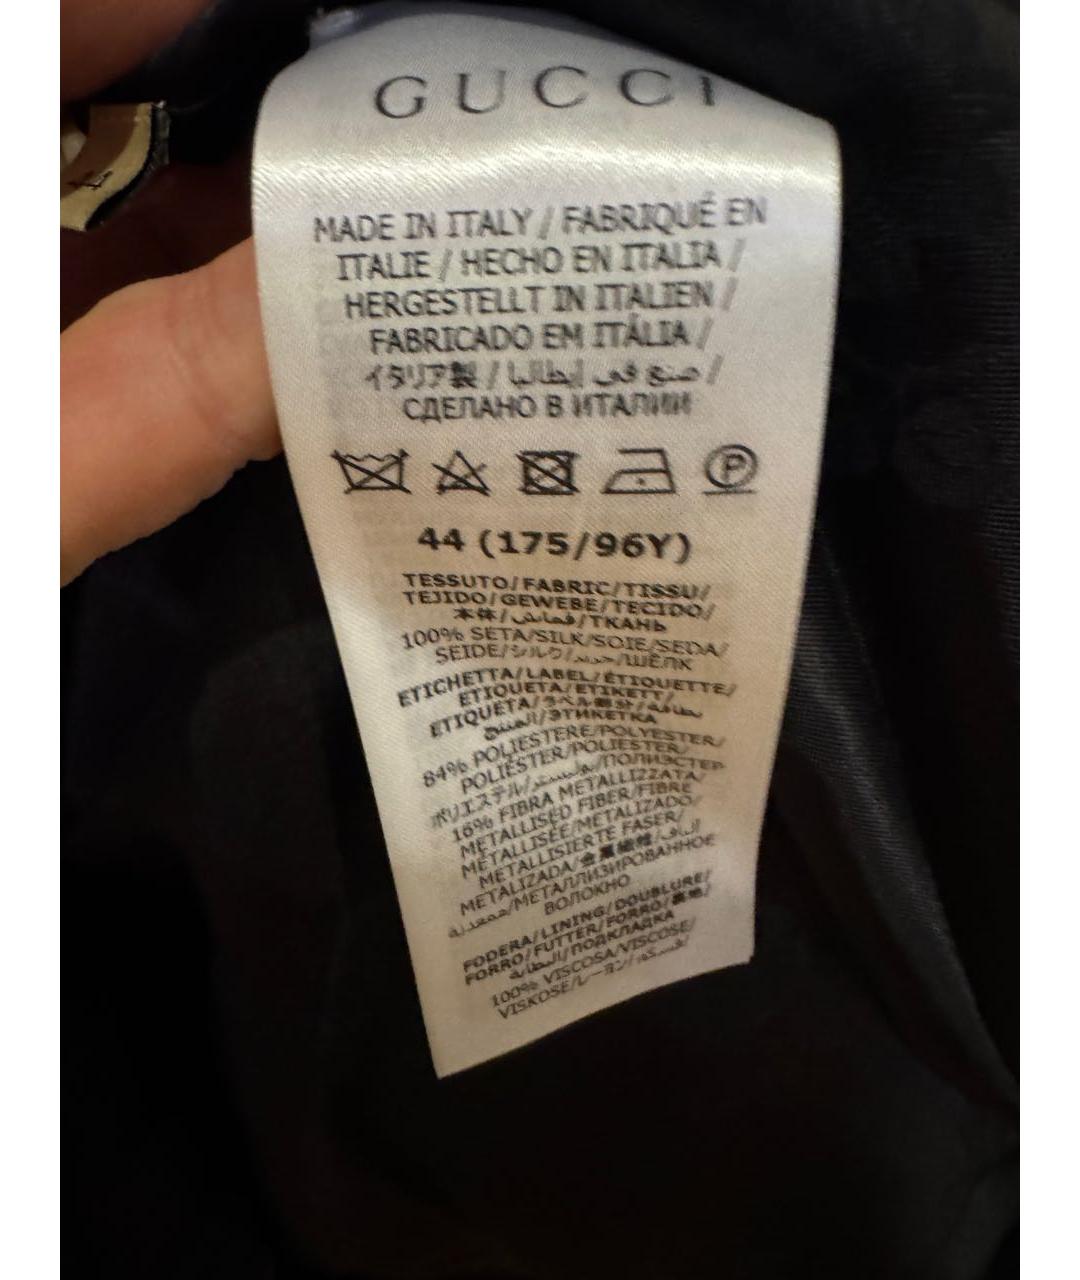 GUCCI
MADE IN ITALY / FABRIQUÉ EN
ITALIE / HECHO EN ITALIA /
HERGESTELLT IN ITALIEN /
FABRICADO EM ITÁLIA /
イタリア製 / صنع في إيطاليا /
СДЕЛАНО В ИТАЛИИ
P
44 (175/96Y)
TESSUTO/FABRIC/TISSU/
TEJIDO/GEWEBE/TECIDO/
本体/قماش/ТКАНЬ
100% SETA/SILK/SOIE/SEDA/
SEIDE/シルク/حرير/ШЁЛК
ETICHETTA/LABEL/ÉTIQUETTE/
ETIQUETA/ETIKETT/
ETIQUETA/ラベル部分/بطاقة
المنتج/ЭТИКЕТКА
84% POLIESTERE/POLYESTER/
POLIÉSTER/POLIESTER/
ポリエステル/بوليستر/ПОЛИЭСТЕР
16% FIBRA METALLIZZATA/
METALLISED FIBER/FIBRE
MÉTALLISÉE/METALIZADO/
METALLISIERTE FASER/
METALIZADA/金属繊維/ألياف
معدنية/МЕТАЛЛИЗИРОВАННОЕ
ВОЛОКНО
FODERA/LINING/DOUBLURE/
FORRO/FUTTER/FORRO/裏地/
البطانة/ПОДКЛАДКА
100% VISCOSA/VISCOSE/
VISKOSE/レーヨン/فسكوز/